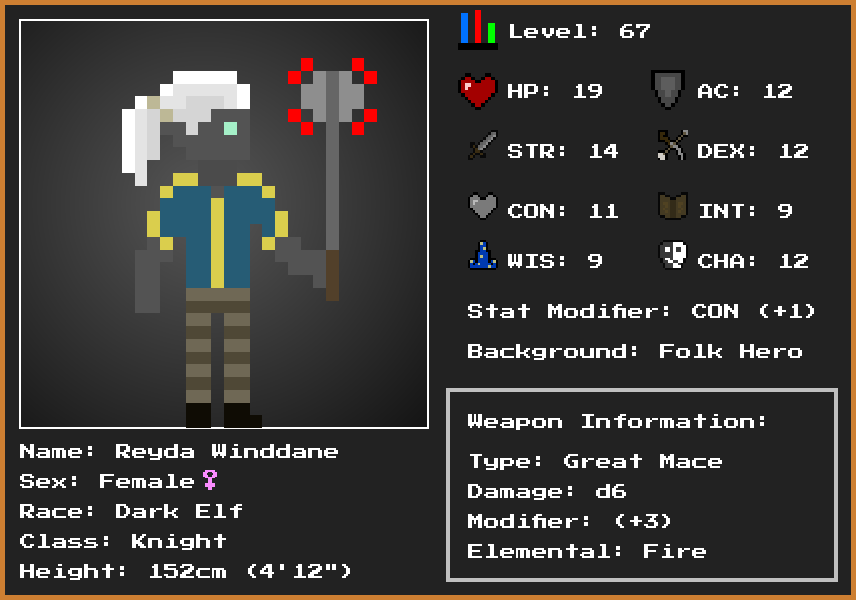 Level: 67
HP: 19
AC: 12
STR: 14
DEX: 12
CON: 11
INT: 9
WIS: 9
CHA: 12
Stat Modifier: CON (+1)
Background: Folk Hero
Weapon Information:
Type: Great Mace
Damage: d6
Modifier: (+3)
Elemental: Fire
Name: Reyda Winddane
Sex: Female♀
Race: Dark Elf
Class: Knight
Height: 152cm (4'12")